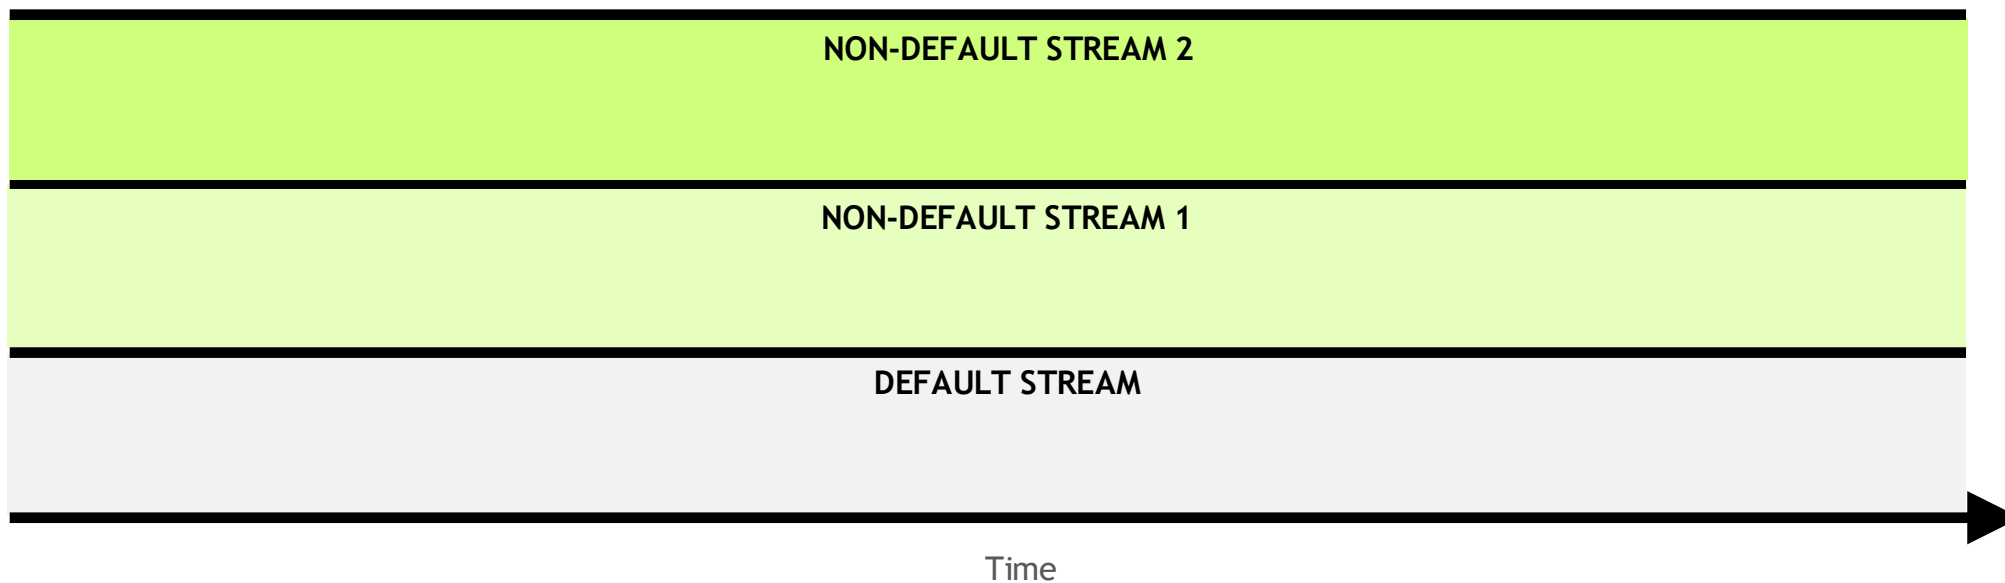 NON-DEFAULT STREAM 2
NON-DEFAULT STREAM 1
DEFAULT STREAM
Time